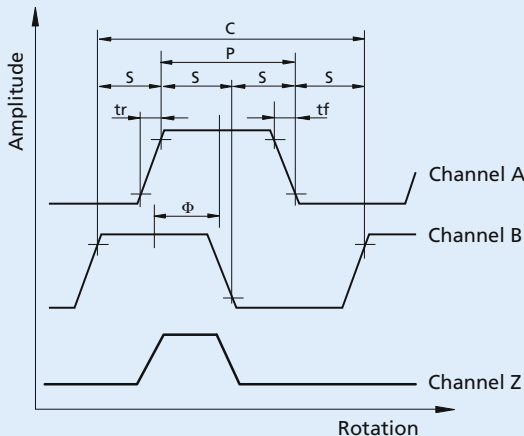 C
P
S S S S
tr tf
Amplitude
Channel A
Φ
Channel B
Channel Z
Rotation